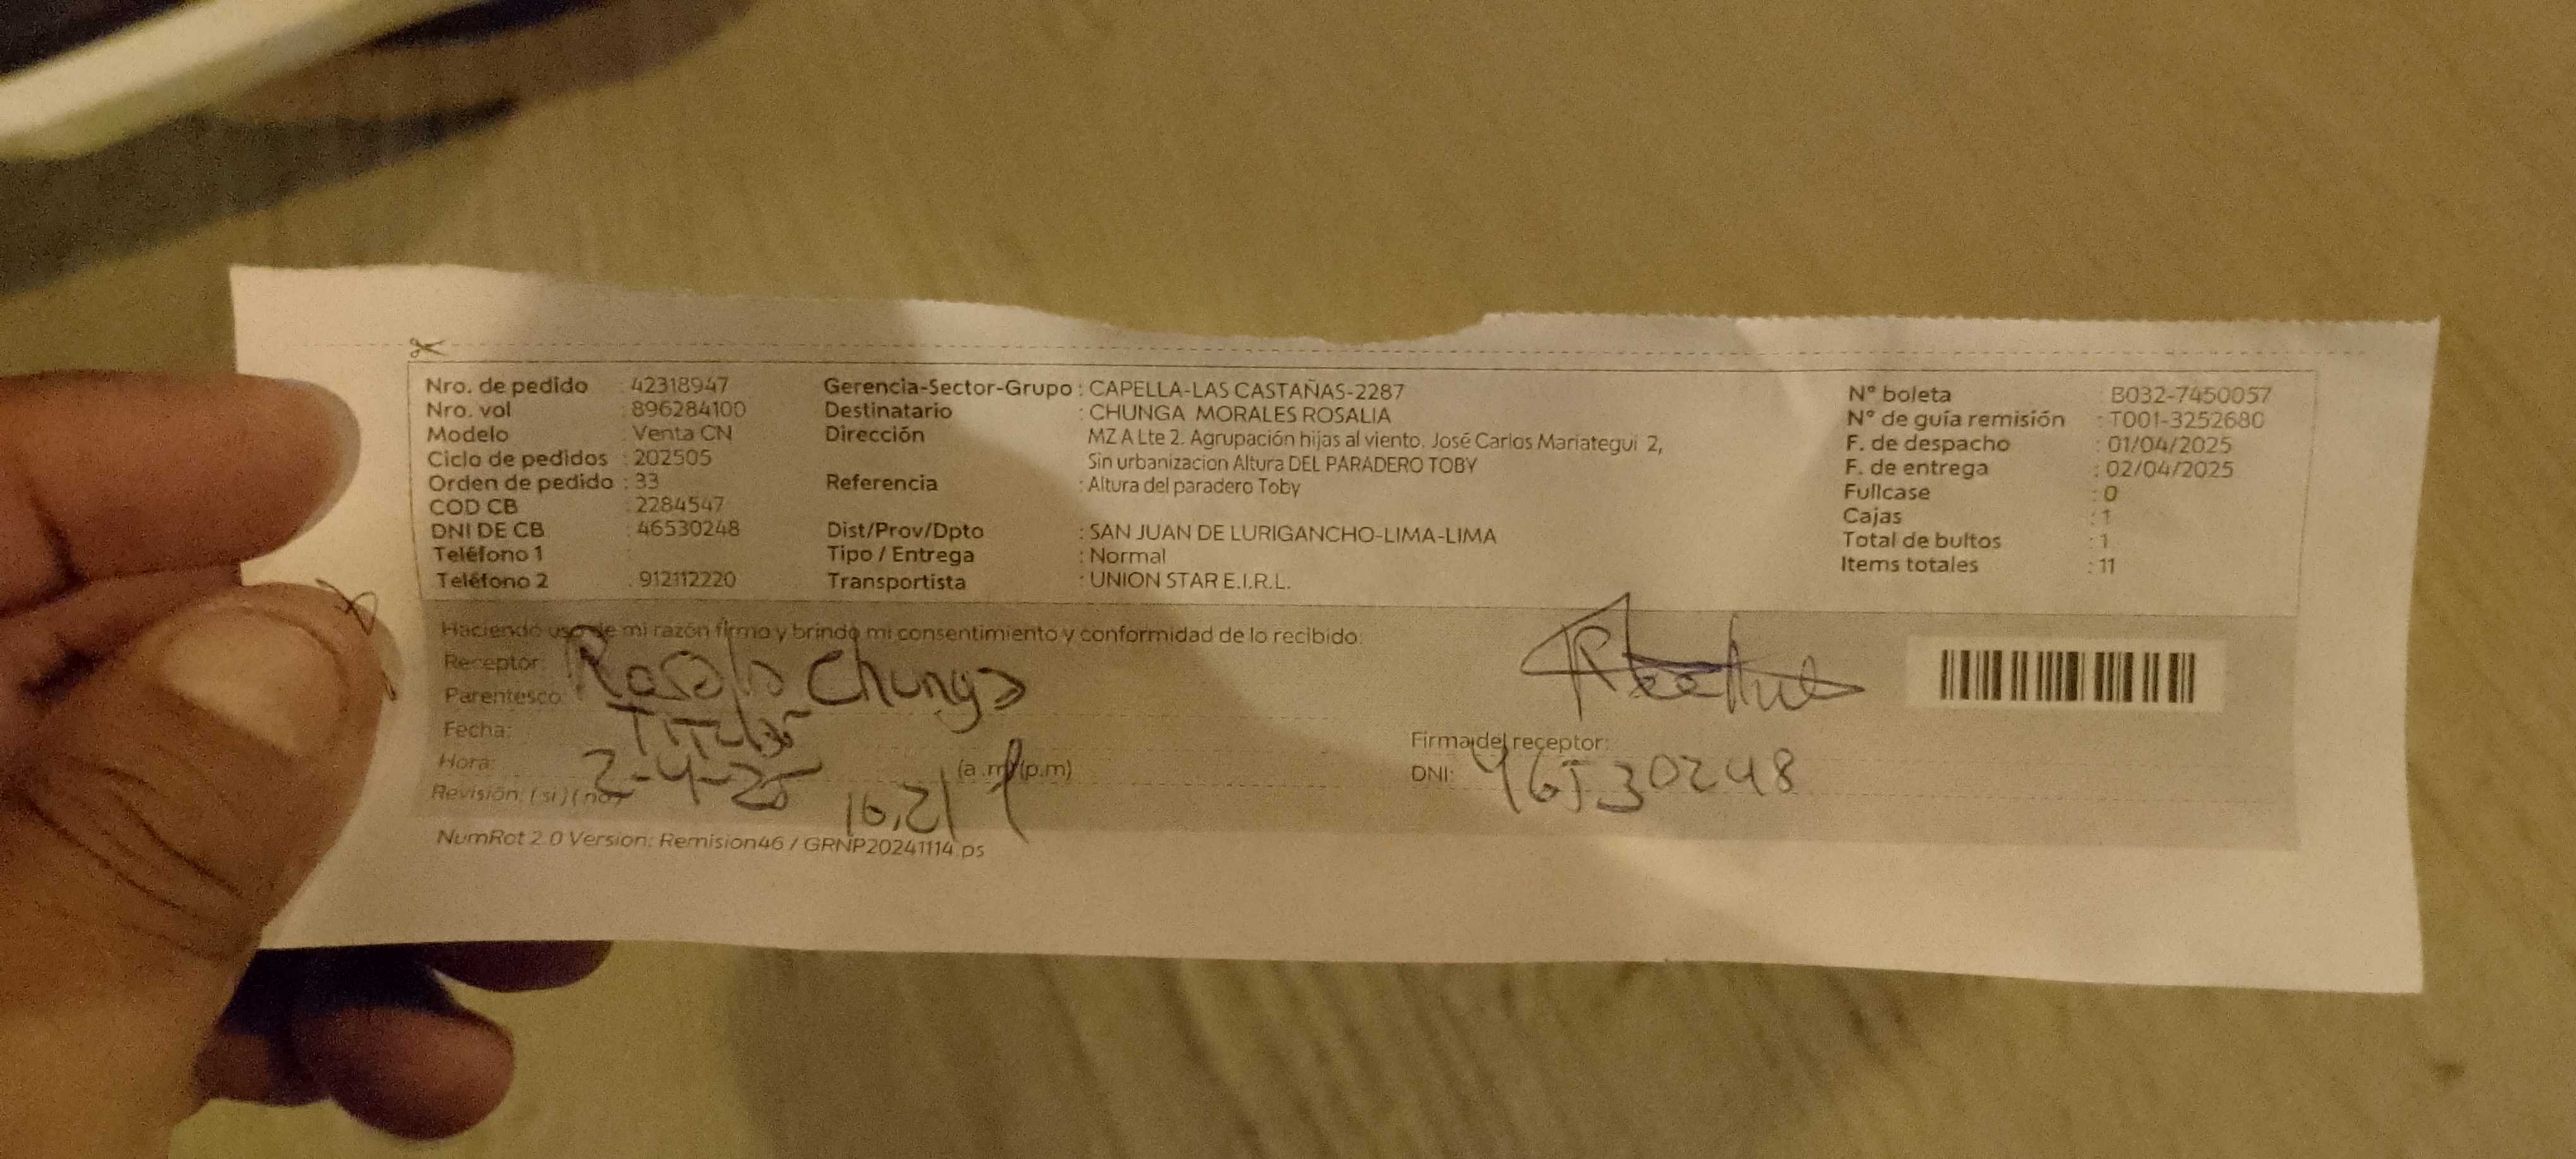 Nro. de pedido : 42318947
Nro. vol : 896284100
Modelo : Venta CN
Ciclo de pedidos : 202505
Orden de pedido : 33
COD CB : 2284547
DNI DE CB : 46530248
Teléfono 1 :
Teléfono 2 : 912112220
Gerencia-Sector-Grupo : CAPELLA-LAS CASTAÑAS-2287
Destinatario : CHUNGA MORALES ROSALIA
Dirección MZ A Lte 2. Agrupación hijas al viento. José Carlos Mariategui 2,
Sin urbanizacion Altura DEL PARADERO TOBY
Referencia : Altura del paradero Toby
Dist/Prov/Dpto : SAN JUAN DE LURIGANCHO-LIMA-LIMA
Tipo / Entrega : Normal
Transportista : UNION STAR E.I.R.L.
N° boleta : B032-7450057
N° de guía remisión : T001-3252680
F. de despacho : 01/04/2025
F. de entrega : 02/04/2025
Fullcase : 0
Cajas : 1
Total de bultos : 1
Items totales : 11
Haciendo uso de mi razón firmo y brindo mi consentimiento y conformidad de lo recibido:
Receptor: Rosalia Chunga
Parentesco: Titular
Fecha: 2-4-25
Hora: 16,21 (a.m) (p.m)
Revisión: (si) (no)
Firma del receptor:
DNI: 46530248
NumRot 2.0 Version: Remision46 / GRNP20241114.ps